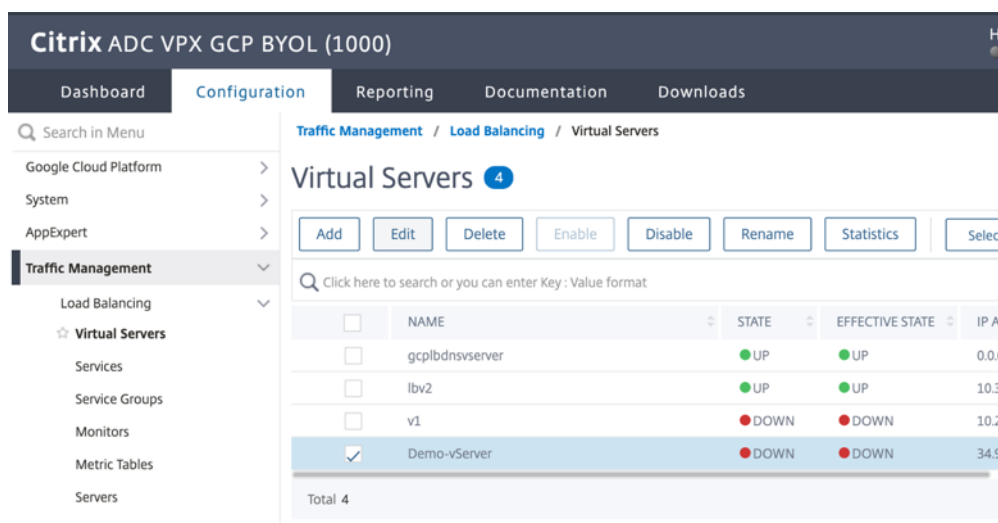 Citrix ADC VPX GCP BYOL (1000)
Dashboard Configuration Reporting Documentation Downloads
Search in Menu
Google Cloud Platform
System
AppExpert
Traffic Management
Load Balancing
Virtual Servers
Services
Service Groups
Monitors
Metric Tables
Servers
Traffic Management / Load Balancing / Virtual Servers
Virtual Servers 4
Add Edit Delete Enable Disable Rename Statistics
Click here to search or you can enter Key : Value format
NAME STATE EFFECTIVE STATE
gcplbdnsvserver UP UP
lbv2 UP UP
v1 DOWN DOWN
Demo-vServer DOWN DOWN
Total 4